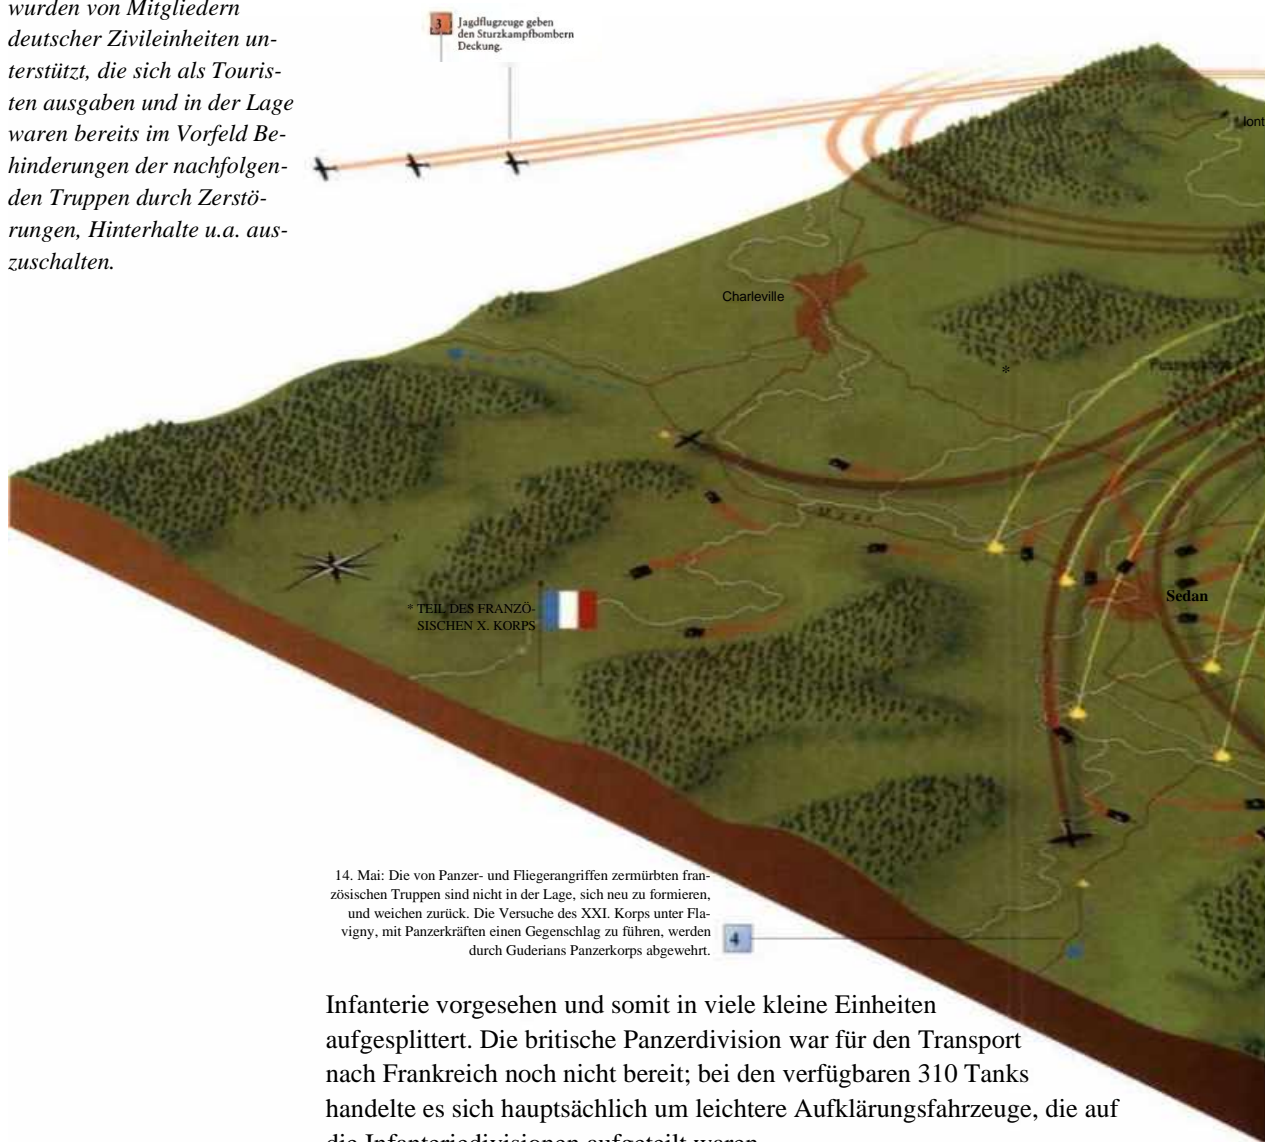 wurden von Mitgliedern
deutscher Zivileinheiten un-
terstützt, die sich als Touris-
ten ausgaben und in der Lage
waren bereits im Vorfeld Be-
hinderungen der nachfolgen-
den Truppen durch Zerstö-
rungen, Hinterhalte u.a. aus-
zuschalten.
3 Jagdflugzeuge geben
den Sturzkampfbombern
Deckung.
Charleville
*
Sedan
* TEIL DES FRANZÖ-
SISCHEN X. KORPS
14. Mai: Die von Panzer- und Fliegerangriffen zermürbten fran-
zösischen Truppen sind nicht in der Lage, sich neu zu formieren,
und weichen zurück. Die Versuche des XXI. Korps unter Fla-
vigny, mit Panzerkräften einen Gegenschlag zu führen, werden
durch Guderians Panzerkorps abgewehrt.
4
Infanterie vorgesehen und somit in viele kleine Einheiten
aufgesplittert. Die britische Panzerdivision war für den Transport
nach Frankreich noch nicht bereit; bei den verfügbaren 310 Tanks
handelte es sich hauptsächlich um leichtere Aufklärungsfahrzeuge, die auf
die Infanteriedivisionen aufgeteilt waren